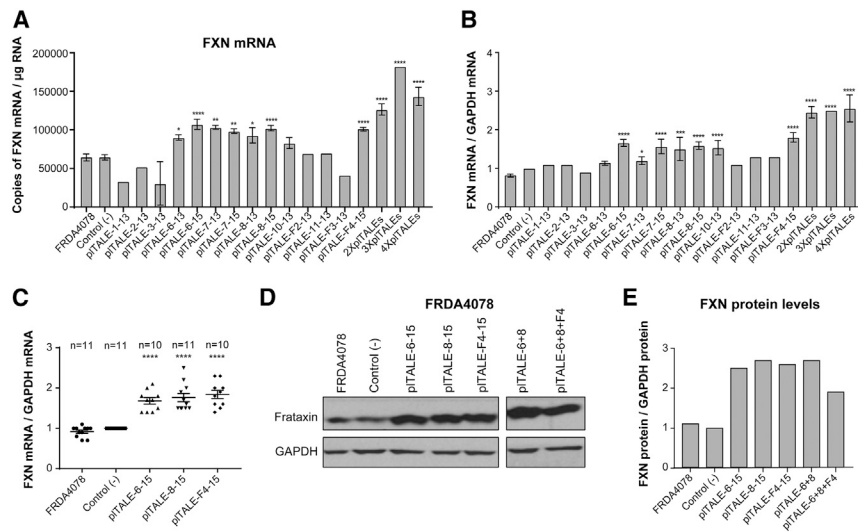 A
FXN mRNA
Copies of FXN mRNA / µg RNA
200000
150000
100000
50000
0
* **** ** ** * **** **** **** **** ****
FRDA4078
Control (-)
pITALE-1-13
pITALE-2-13
pITALE-3-13
pITALE-6-13
pITALE-6-15
pITALE-7-13
pITALE-7-15
pITALE-8-13
pITALE-8-15
pITALE-10-13
pITALE-F2-13
pITALE-11-13
pITALE-F3-13
pITALE-F4-15
2XpITALEs
3XpITALEs
4XpITALEs
B
FXN mRNA / GAPDH mRNA
4
3
2
1
0
**** * **** *** **** **** **** **** **** ****
FRDA4078
Control (-)
pITALE-1-13
pITALE-2-13
pITALE-3-13
pITALE-6-13
pITALE-6-15
pITALE-7-13
pITALE-7-15
pITALE-8-13
pITALE-8-15
pITALE-10-13
pITALE-F2-13
pITALE-11-13
pITALE-F3-13
pITALE-F4-15
2XpITALEs
3XpITALEs
4XpITALEs
C
FXN mRNA / GAPDH mRNA
3
2
1
0
n=11 n=11 n=10 n=11 n=10
**** **** ****
FRDA4078
Control (-)
pITALE-6-15
pITALE-8-15
pITALE-F4-15
D
FRDA4078
FRDA4078
Control (-)
pITALE-6-15
pITALE-8-15
pITALE-F4-15
pITALE-6+8
pITALE-6+8+F4
Frataxin
GAPDH
E
FXN protein levels
FXN protein / GAPDH protein
3
2
1
0
FRDA4078
Control (-)
pITALE-6-15
pITALE-8-15
pITALE-F4-15
pITALE-6+8
pITALE-6+8+F4